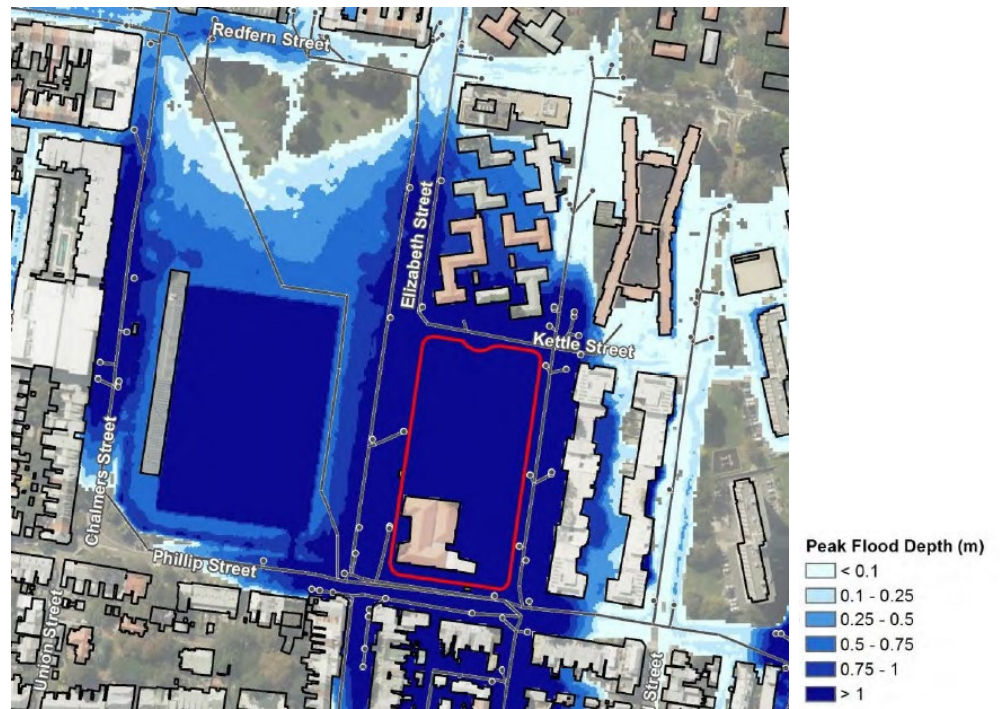 Redfern Street
Elizabeth Street
Kettle Street
Chalmers Street
Phillip Street
Union Street
Street
Peak Flood Depth (m)
< 0.1
0.1 - 0.25
0.25 - 0.5
0.5 - 0.75
0.75 - 1
> 1